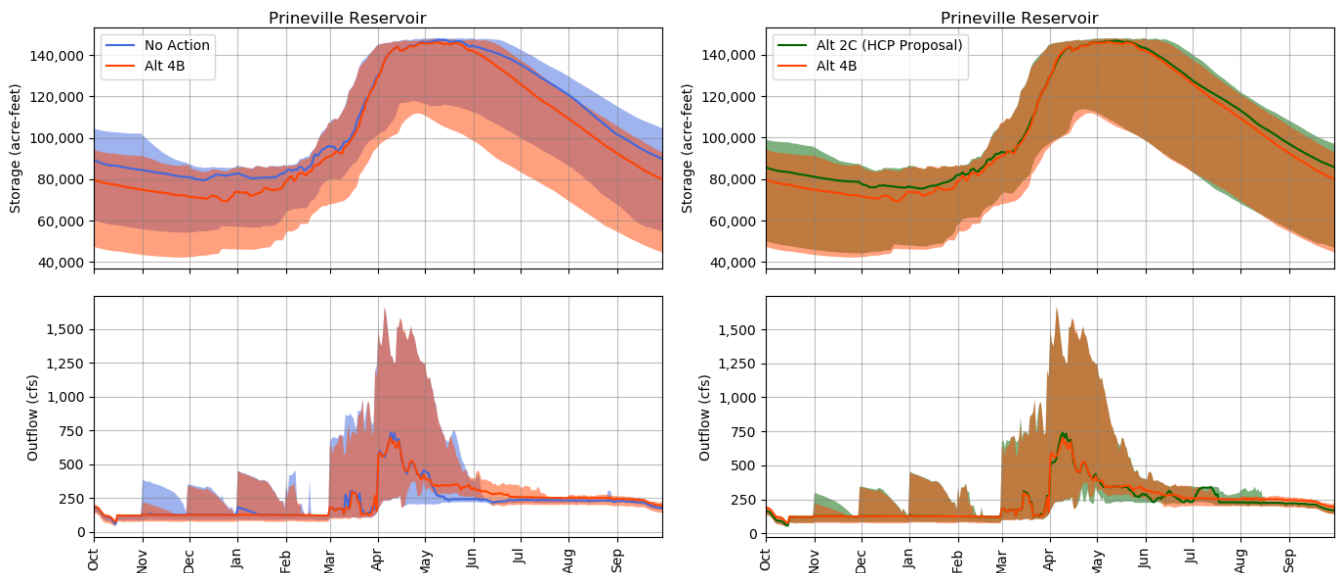 Prineville Reservoir
No Action
Alt 4B
Storage (acre-feet)
140,000
120,000
100,000
80,000
60,000
40,000
Prineville Reservoir
Alt 2C (HCP Proposal)
Alt 4B
Storage (acre-feet)
140,000
120,000
100,000
80,000
60,000
40,000
Outflow (cfs)
1,500
1,250
1,000
750
500
250
0
Oct
Nov
Dec
Jan
Feb
Mar
Apr
May
Jun
Jul
Aug
Sep
Outflow (cfs)
1,500
1,250
1,000
750
500
250
0
Oct
Nov
Dec
Jan
Feb
Mar
Apr
May
Jun
Jul
Aug
Sep